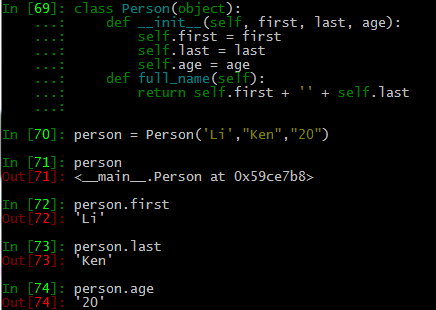 In [69]: class Person(object):
    ...:     def __init__(self, first, last, age):
    ...:         self.first = first
    ...:         self.last = last
    ...:         self.age = age
    ...:     def full_name(self):
    ...:         return self.first + '' + self.last
    ...:
In [70]: person = Person('Li',"Ken","20")
In [71]: person
Out[71]: <__main__.Person at 0x59ce7b8>
In [72]: person.first
Out[72]: 'Li'
In [73]: person.last
Out[73]: 'Ken'
In [74]: person.age
Out[74]: '20'